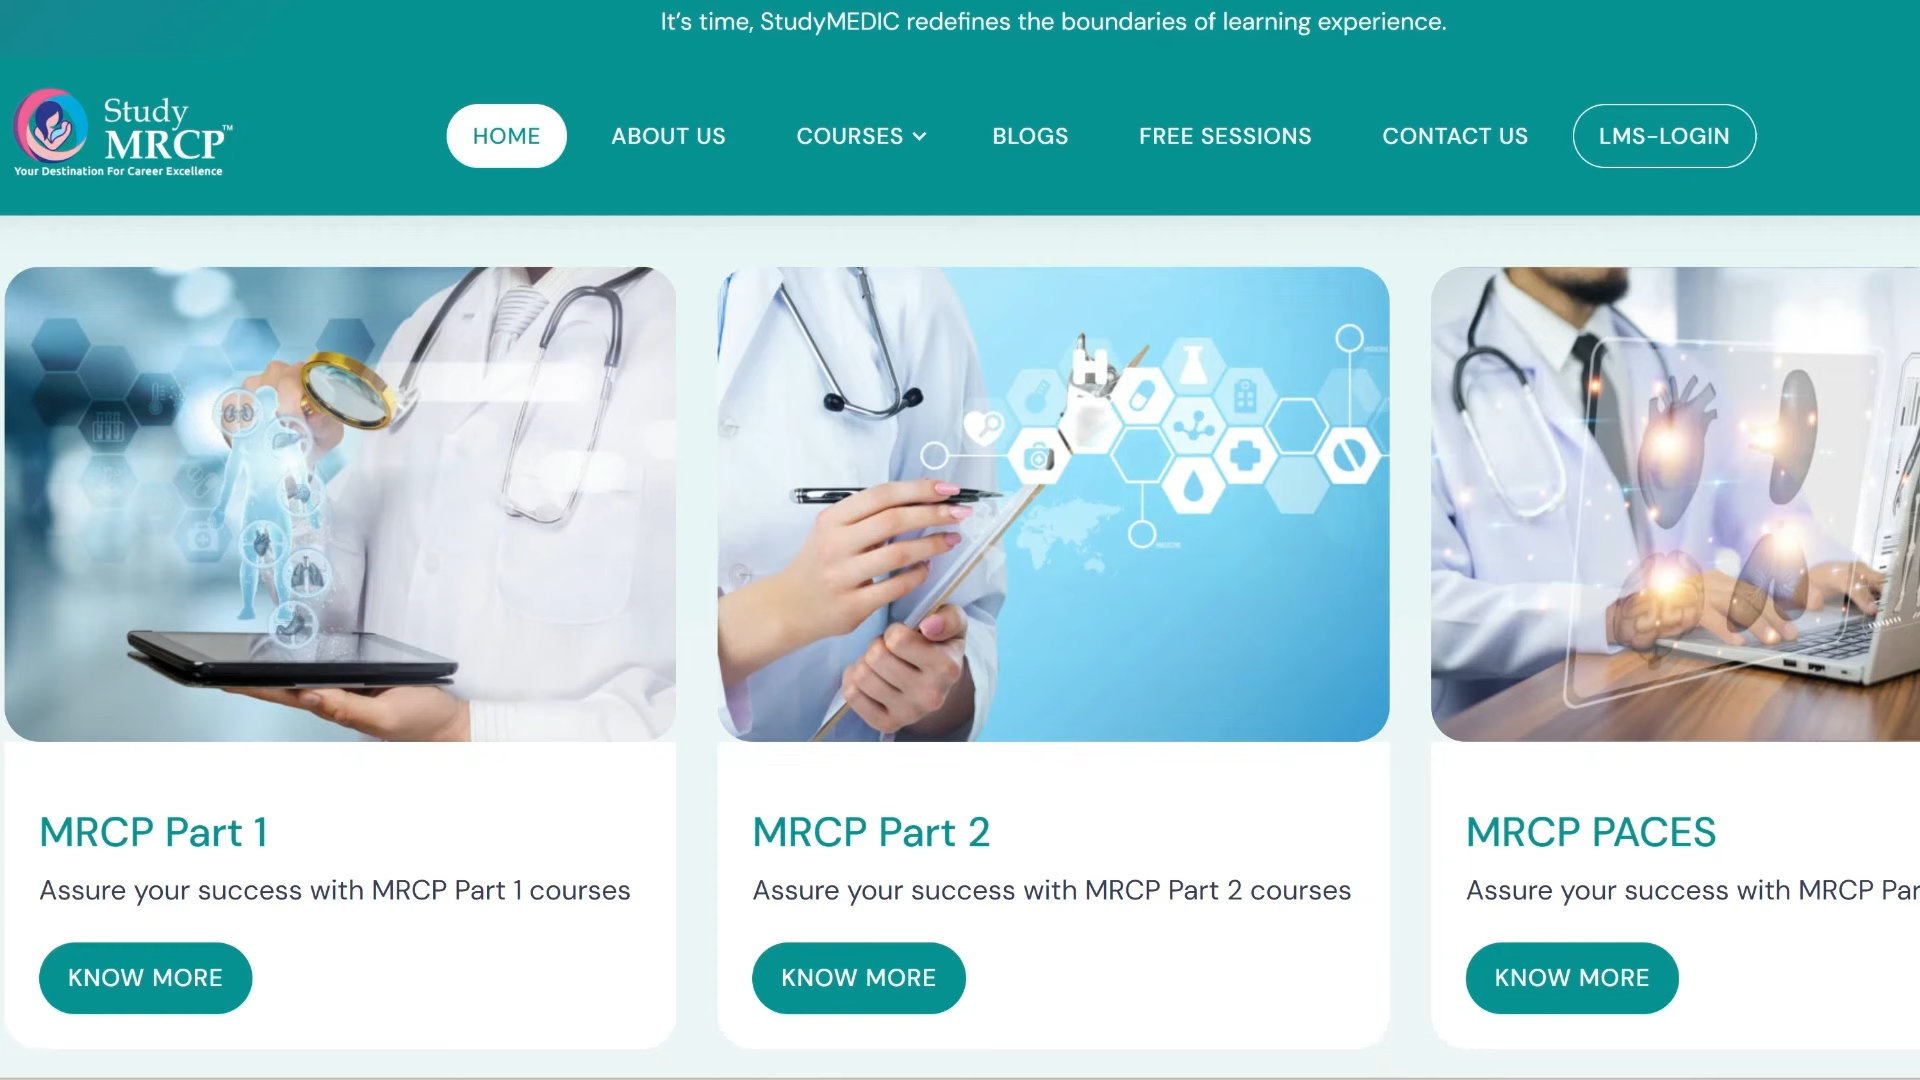 It’s time, StudyMEDIC redefines the boundaries of learning experience.
Study
MRCP™
Your Destination For Career Excellence
HOME
ABOUT US
COURSES
BLOGS
FREE SESSIONS
CONTACT US
LMS-LOGIN
MRCP Part 1
Assure your success with MRCP Part 1 courses
KNOW MORE
MRCP Part 2
Assure your success with MRCP Part 2 courses
KNOW MORE
MRCP PACES
Assure your success with MRCP Par
KNOW MORE